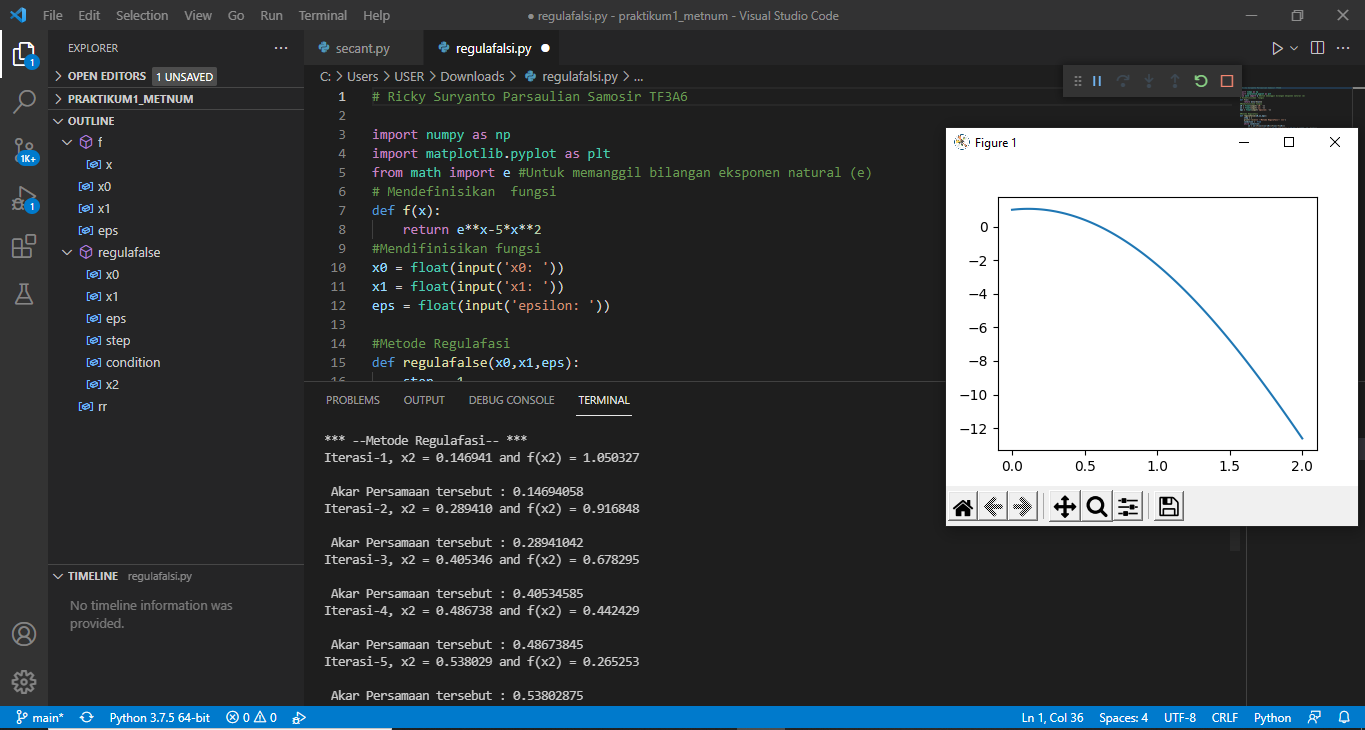 File Edit Selection View Go Run Terminal Help
● regulafalsi.py - praktikum1_metnum - Visual Studio Code
EXPLORER
OPEN EDITORS 1 UNSAVED
PRAKTIKUM1_METNUM
OUTLINE
f
x
x0
x1
eps
regulafalse
x0
x1
eps
step
condition
x2
rr
TIMELINE regulafalsi.py
No timeline information was
provided.
1
1K+
1
secant.py
regulafalsi.py ●
C: > Users > USER > Downloads > regulafalsi.py > ...
1 # Ricky Suryanto Parsaulian Samosir TF3A6
2
3 import numpy as np
4 import matplotlib.pyplot as plt
5 from math import e #Untuk memanggil bilangan eksponen natural (e)
6 # Mendefinisikan  fungsi
7 def f(x):
8     return e**x-5*x**2
9 #Mendifinisikan fungsi
10 x0 = float(input('x0: '))
11 x1 = float(input('x1: '))
12 eps = float(input('epsilon: '))
13
14 #Metode Regulafasi
15 def regulafalse(x0,x1,eps):
16     step = 1
PROBLEMS OUTPUT DEBUG CONSOLE TERMINAL
*** --Metode Regulafasi-- ***
Iterasi-1, x2 = 0.146941 and f(x2) = 1.050327
Akar Persamaan tersebut : 0.14694058
Iterasi-2, x2 = 0.289410 and f(x2) = 0.916848
Akar Persamaan tersebut : 0.28941042
Iterasi-3, x2 = 0.405346 and f(x2) = 0.678295
Akar Persamaan tersebut : 0.40534585
Iterasi-4, x2 = 0.486738 and f(x2) = 0.442429
Akar Persamaan tersebut : 0.48673845
Iterasi-5, x2 = 0.538029 and f(x2) = 0.265253
Akar Persamaan tersebut : 0.53802875
Figure 1
0
−2
−4
−6
−8
−10
−12
0.0 0.5 1.0 1.5 2.0
main* Python 3.7.5 64-bit 0 0
Ln 1, Col 36 Spaces: 4 UTF-8 CRLF Python